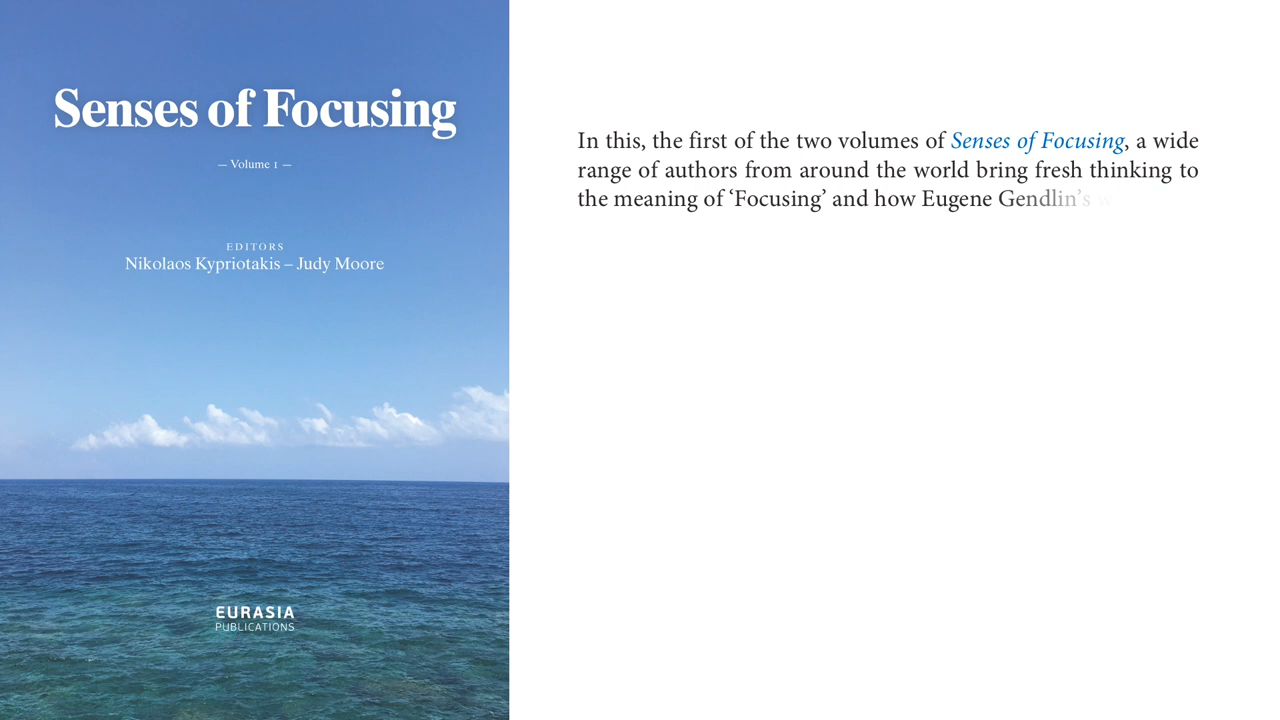 Senses of Focusing
– Volume 1 –
EDITORS
Nikolaos Kypriotakis – Judy Moore
EURASIA
PUBLICATIONS
In this, the first of the two volumes of Senses of Focusing, a wide
range of authors from around the world bring fresh thinking to
the meaning of ‘Focusing’ and how Eugene Gendlin’s